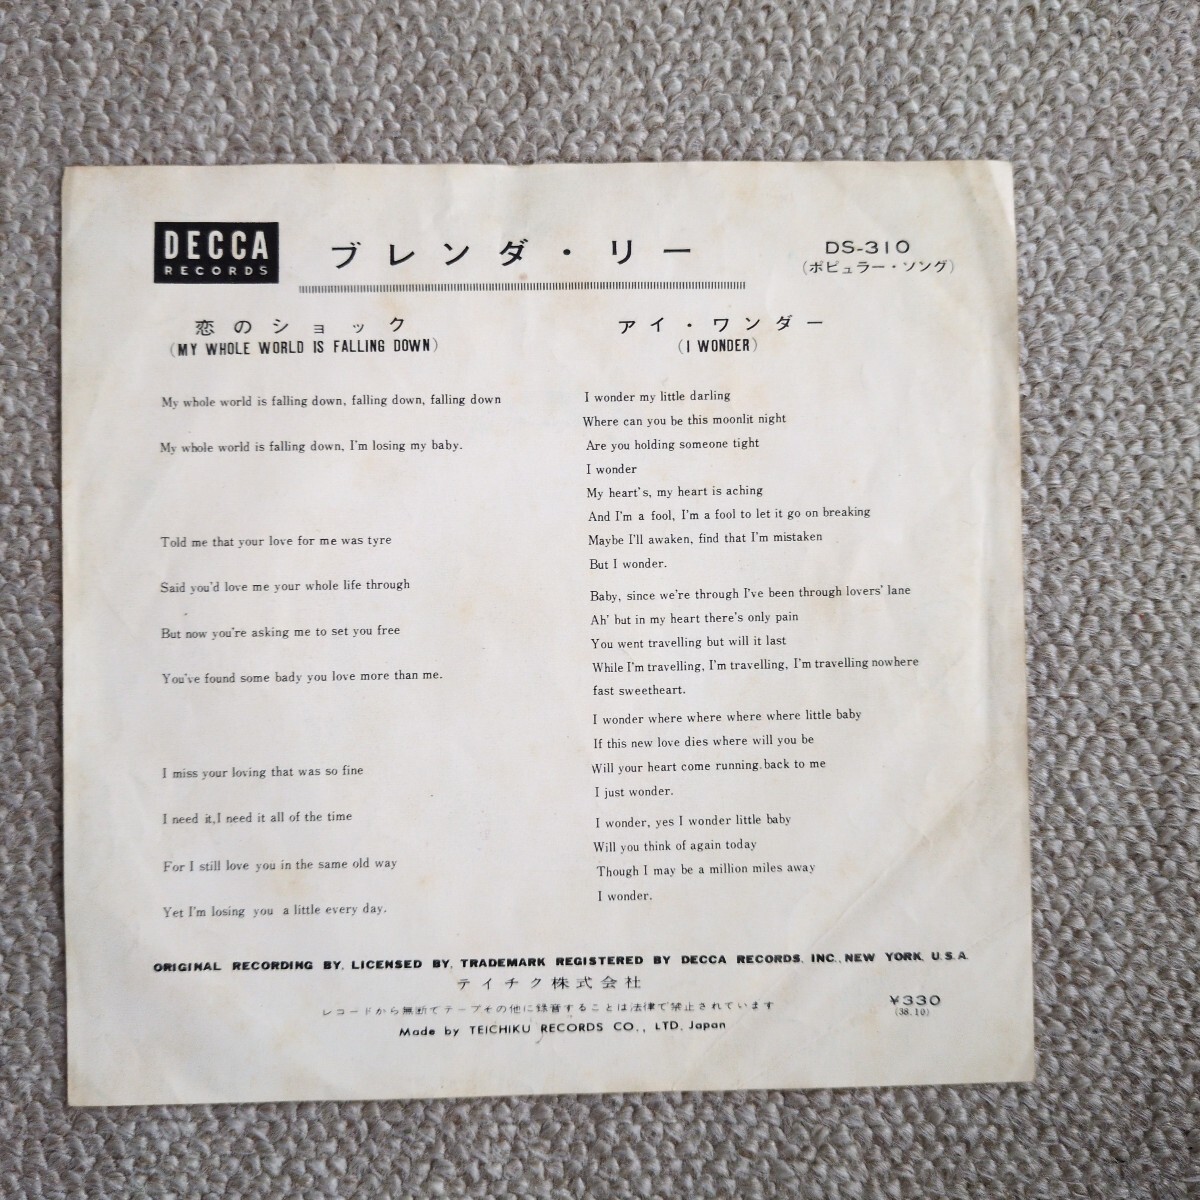 DECCA
RECORDS
ブレンダ・リー
DS-310
(ポピュラー・ソング)
恋のショック
(MY WHOLE WORLD IS FALLING DOWN)
My whole world is falling down, falling down, falling down
My whole world is falling down, I'm losing my baby.
Told me that your love for me was tyre
Said you'd love me your whole life through
But now you're asking me to set you free
You've found some bady you love more than me.
I miss your loving that was so fine
I need it, I need it all of the time
For I still love you in the same old way
Yet I'm losing you a little every day.
アイ・ワンダー
(I WONDER)
I wonder my little darling
Where can you be this moonlit night
Are you holding someone tight
I wonder
My heart's, my heart is aching
And I'm a fool, I'm a fool to let it go on breaking
Maybe I'll awaken, find that I'm mistaken
But I wonder.
Baby, since we're through I've been through lovers' lane
Ah' but in my heart there's only pain
You went travelling but will it last
While I'm travelling, I'm travelling, I'm travelling nowhere
fast sweetheart.
I wonder where where where where little baby
If this new love dies where will you be
Will your heart come running back to me
I just wonder.
I wonder, yes I wonder little baby
Will you think of again today
Though I may be a million miles away
I wonder.
ORIGINAL RECORDING BY, LICENSED BY, TRADEMARK REGISTERED BY DECCA RECORDS, INC., NEW YORK, U.S.A.
テイチク株式会社
レコードから無断でテープその他に録音することは法律で禁止されています
Made by TEICHIKU RECORDS CO., LTD. Japan
¥330
(38.10)